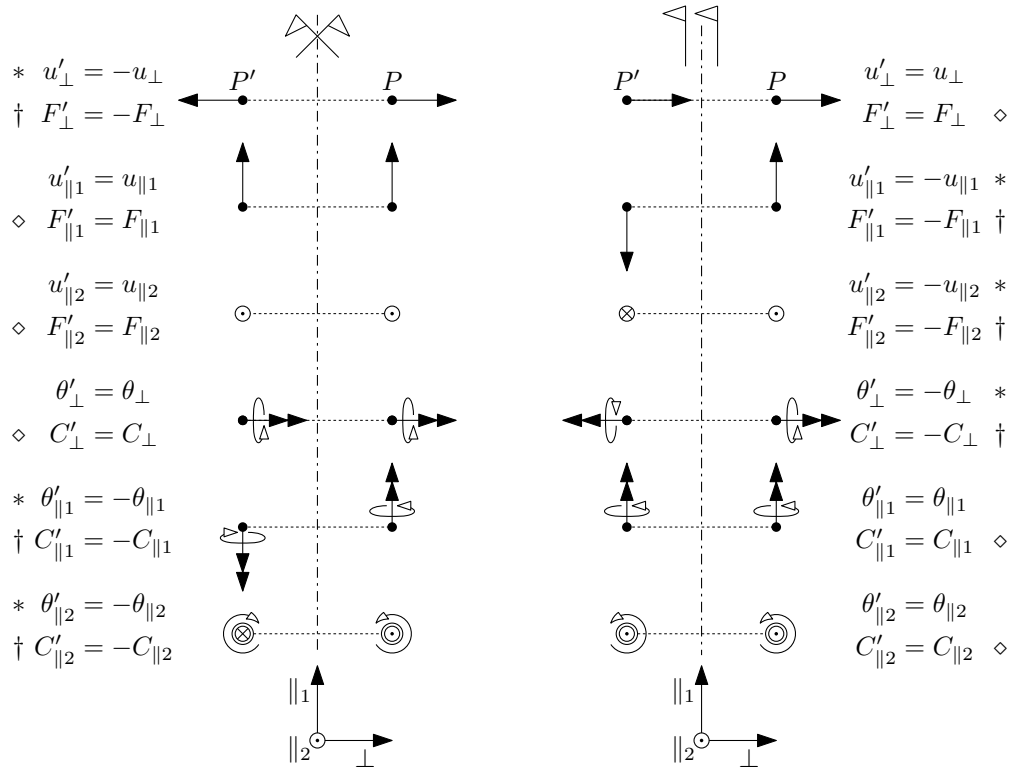 P′ P P′ P
∗ u′⊥ = −u⊥ u′⊥ = u⊥
† F′⊥ = −F⊥ F′⊥ = F⊥ ⋄
u′∥1 = u∥1 u′∥1 = −u∥1 ∗
⋄ F′∥1 = F∥1 F′∥1 = −F∥1 †
u′∥2 = u∥2 u′∥2 = −u∥2 ∗
⋄ F′∥2 = F∥2 F′∥2 = −F∥2 †
θ′⊥ = θ⊥ θ′⊥ = −θ⊥ ∗
⋄ C′⊥ = C⊥ C′⊥ = −C⊥ †
∗ θ′∥1 = −θ∥1 θ′∥1 = θ∥1
† C′∥1 = −C∥1 C′∥1 = C∥1 ⋄
∗ θ′∥2 = −θ∥2 θ′∥2 = θ∥2
† C′∥2 = −C∥2 C′∥2 = C∥2 ⋄
∥1 ∥1
∥2 ⊥ ∥2 ⊥